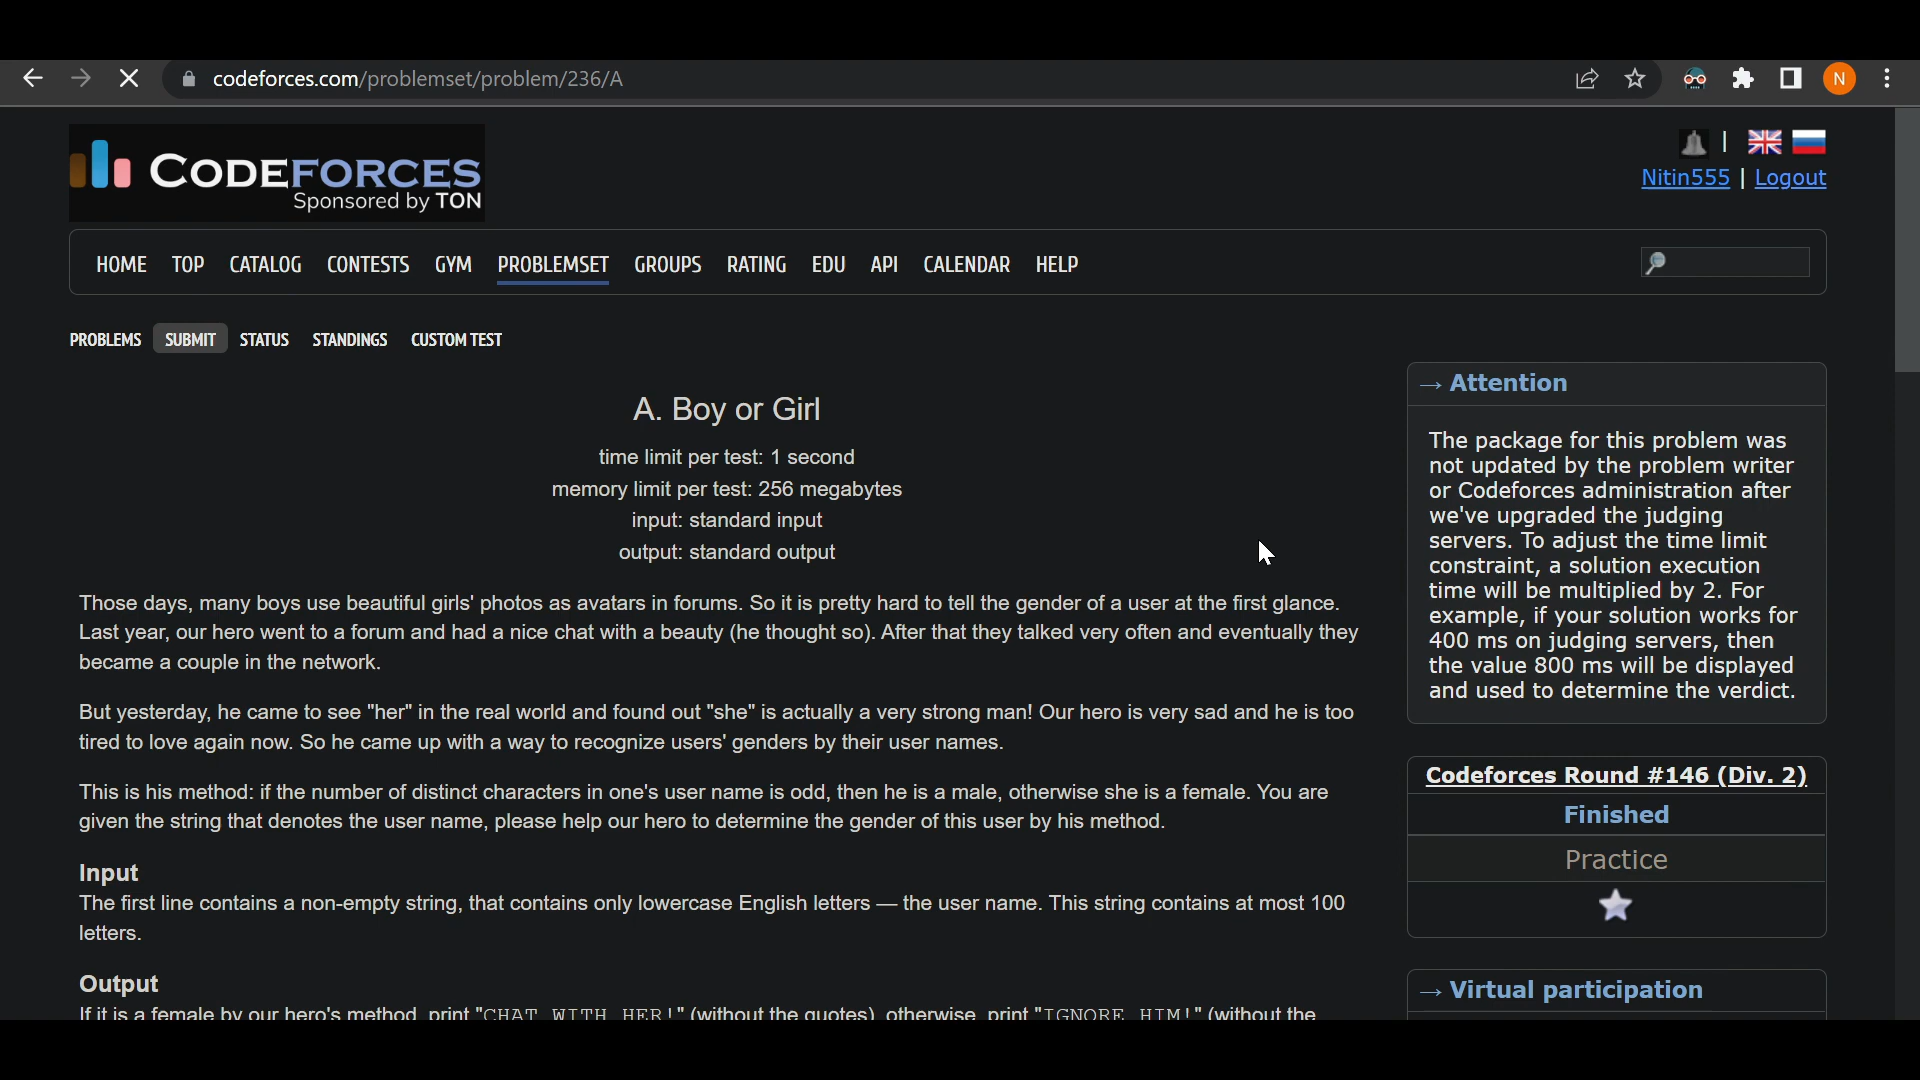 codeforces.com/problemset/problem/236/A
N
CODEFORCES
Sponsored by TON
|
Nitin555 | Logout
HOME TOP CATALOG CONTESTS GYM PROBLEMSET GROUPS RATING EDU API CALENDAR HELP
PROBLEMS SUBMIT STATUS STANDINGS CUSTOM TEST
A. Boy or Girl
time limit per test: 1 second
memory limit per test: 256 megabytes
input: standard input
output: standard output
Those days, many boys use beautiful girls' photos as avatars in forums. So it is pretty hard to tell the gender of a user at the first glance.
Last year, our hero went to a forum and had a nice chat with a beauty (he thought so). After that they talked very often and eventually they
became a couple in the network.
But yesterday, he came to see "her" in the real world and found out "she" is actually a very strong man! Our hero is very sad and he is too
tired to love again now. So he came up with a way to recognize users' genders by their user names.
This is his method: if the number of distinct characters in one's user name is odd, then he is a male, otherwise she is a female. You are
given the string that denotes the user name, please help our hero to determine the gender of this user by his method.
Input
The first line contains a non-empty string, that contains only lowercase English letters — the user name. This string contains at most 100
letters.
Output
If it is a female by our hero's method, print "CHAT WITH HER!" (without the quotes), otherwise, print "IGNORE HIM!" (without the
→ Attention
The package for this problem was
not updated by the problem writer
or Codeforces administration after
we've upgraded the judging
servers. To adjust the time limit
constraint, a solution execution
time will be multiplied by 2. For
example, if your solution works for
400 ms on judging servers, then
the value 800 ms will be displayed
and used to determine the verdict.
Codeforces Round #146 (Div. 2)
Finished
Practice
→ Virtual participation